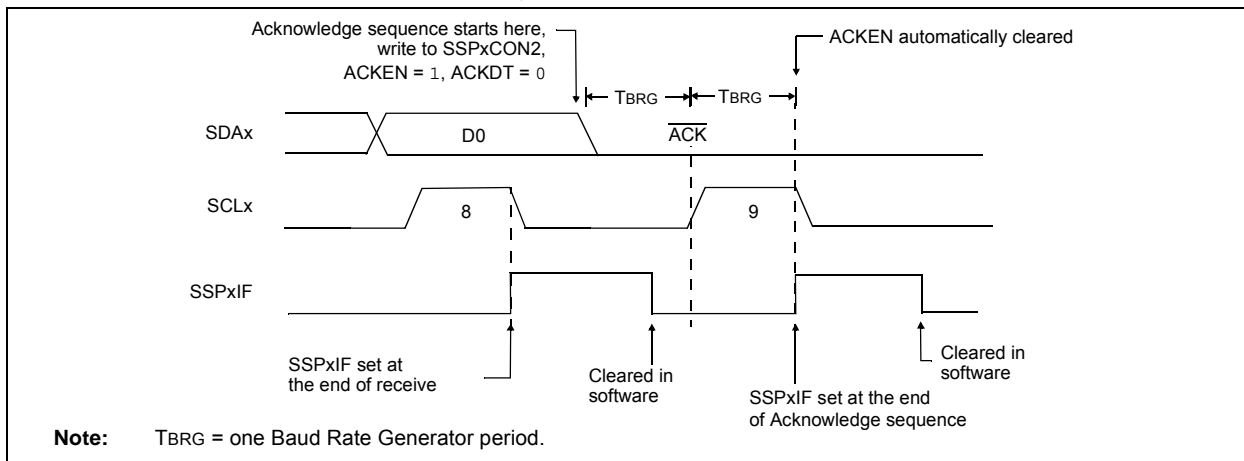 Acknowledge sequence starts here,
write to SSPxCON2,
ACKEN = 1, ACKDT = 0
ACKEN automatically cleared
TBRG
TBRG
SDAx
D0
ACK
SCLx
8
9
SSPxIF
SSPxIF set at
the end of receive
Cleared in
software
SSPxIF set at the end
of Acknowledge sequence
Cleared in
software
Note: TBRG = one Baud Rate Generator period.